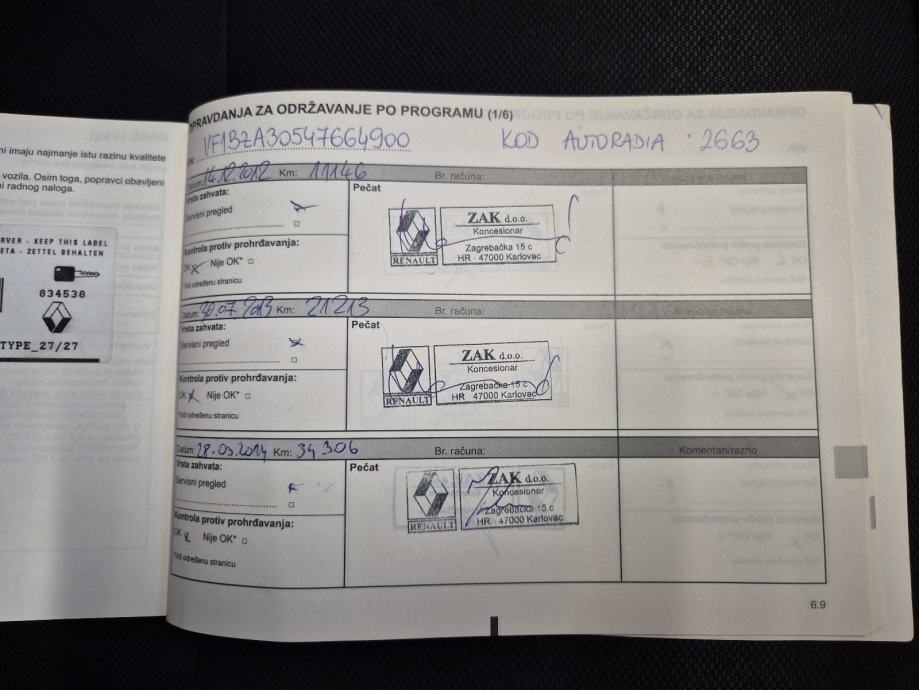 ni imaju najmanje istu razinu kvalitete
vozila. Osim toga, popravci obavljeni
ni radnog naloga.
RVER - KEEP THIS LABEL
ETA - ZETTEL BEHALTEN
834538
TYPE_27/27
OPRAVDANJA ZA ODRŽAVANJE PO PROGRAMU (1/6)
VF1BZA30547664900 KOD AUTORADIA : 2663
Datum: 14.12.2012 Km: 11146 Br. računa:
Vrsta zahvata: Pečat
Servisni pregled
ZAK d.o.o.
Koncesionar
Zagrebačka 15 c
HR - 47000 Karlovac
RENAULT
Kontrola protiv prohrđavanja:
OK Nije OK*
*Vidi određenu stranicu
Datum: 30.07.2013 Km: 21213 Br. računa:
Vrsta zahvata: Pečat
Servisni pregled
ZAK d.o.o.
Koncesionar
Zagrebačka 15 c
HR 47000 Karlovac
RENAULT
Kontrola protiv prohrđavanja:
OK Nije OK*
*Vidi određenu stranicu
Datum: 28.03.2014 Km: 34306 Br. računa: Komentari/razno
Vrsta zahvata: Pečat
Servisni pregled
ZAK d.o.o.
Koncesionar
Zagrebačka 15 c
HR - 47000 Karlovac
RENAULT
Kontrola protiv prohrđavanja:
OK Nije OK*
*Vidi određenu stranicu
6.9